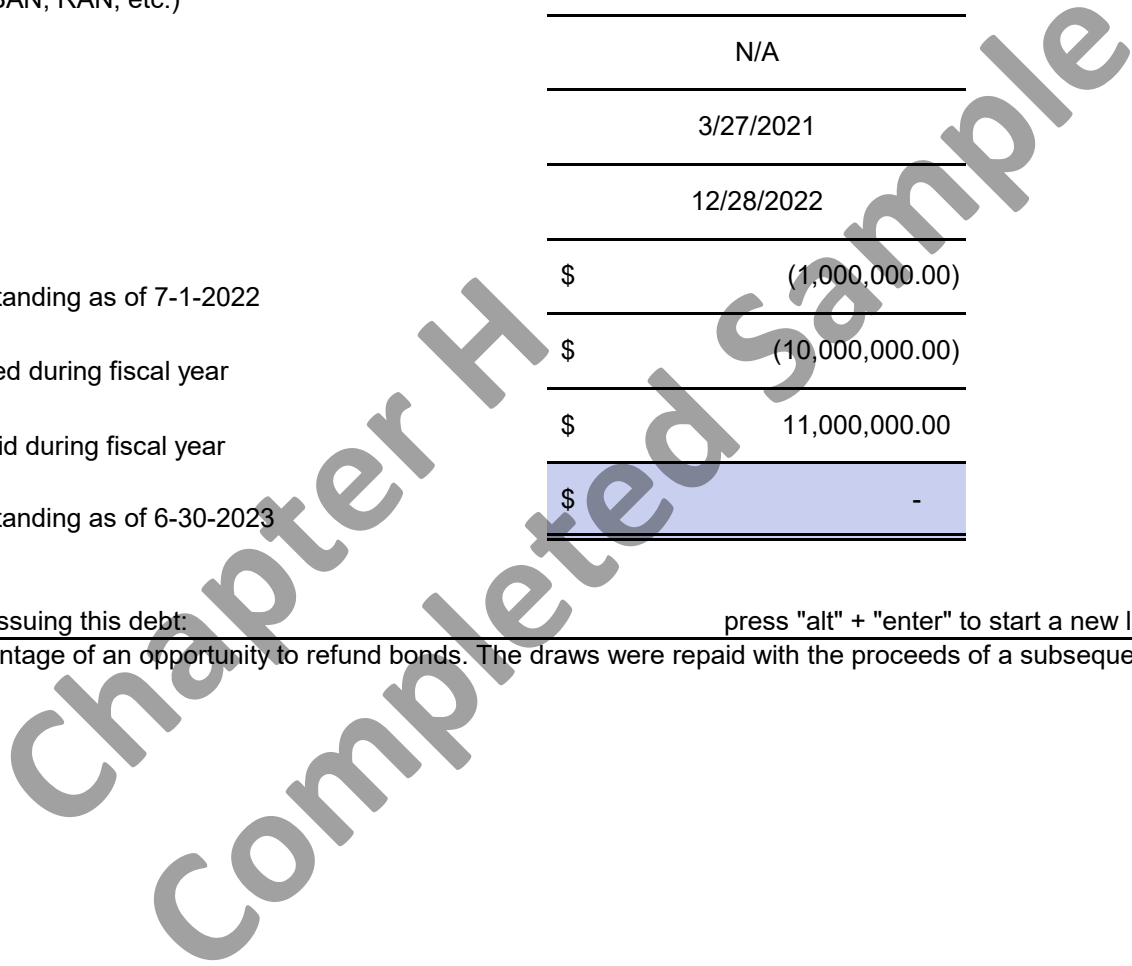 BAN, RAN, etc.)
N/A
3/27/2021
12/28/2022
tanding as of 7-1-2022 $ (1,000,000.00)
ed during fiscal year $ (10,000,000.00)
id during fiscal year $ 11,000,000.00
tanding as of 6-30-2023 $ -
ssuing this debt: press "alt" + "enter" to start a new l
ntage of an opportunity to refund bonds. The draws were repaid with the proceeds of a subseque
Chapter H
Completed Sample